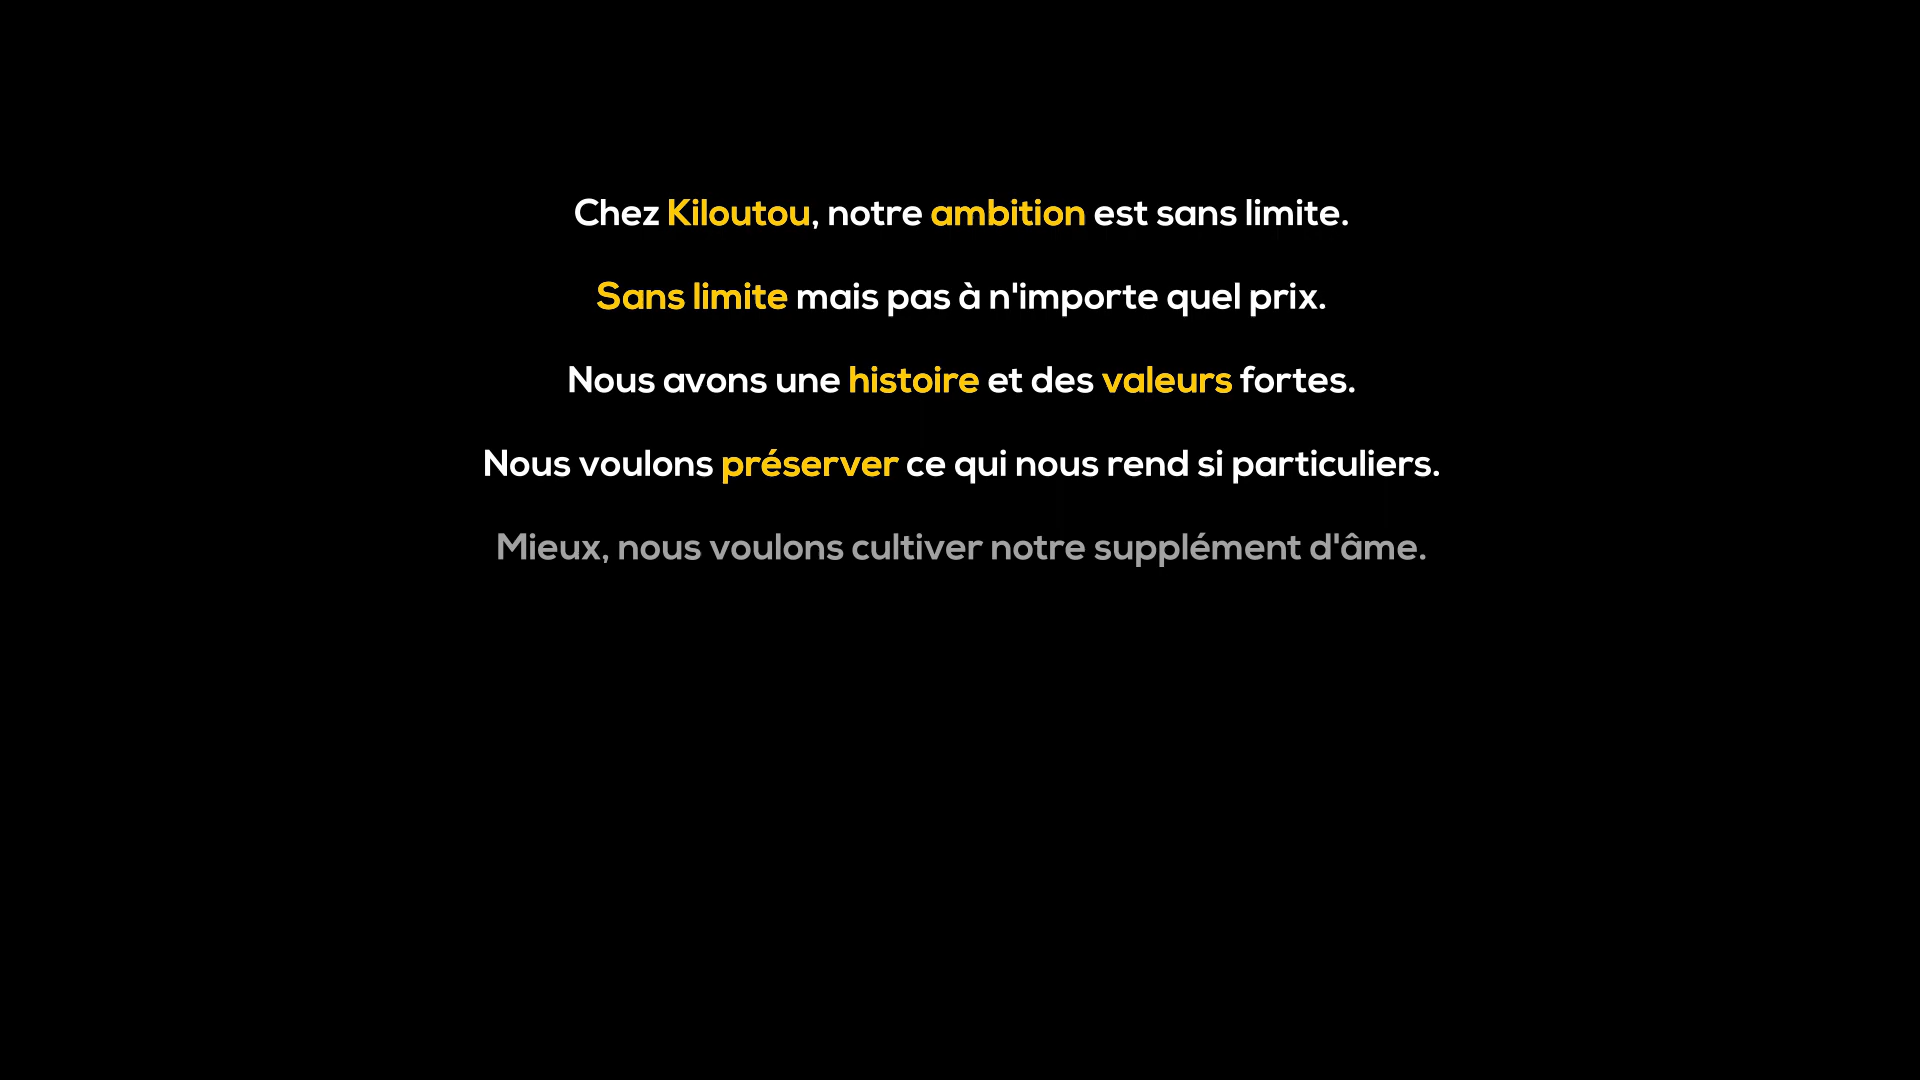 Chez Kiloutou, notre ambition est sans limite.
Sans limite mais pas à n'importe quel prix.
Nous avons une histoire et des valeurs fortes.
Nous voulons préserver ce qui nous rend si particuliers.
Mieux, nous voulons cultiver notre supplément d'âme.